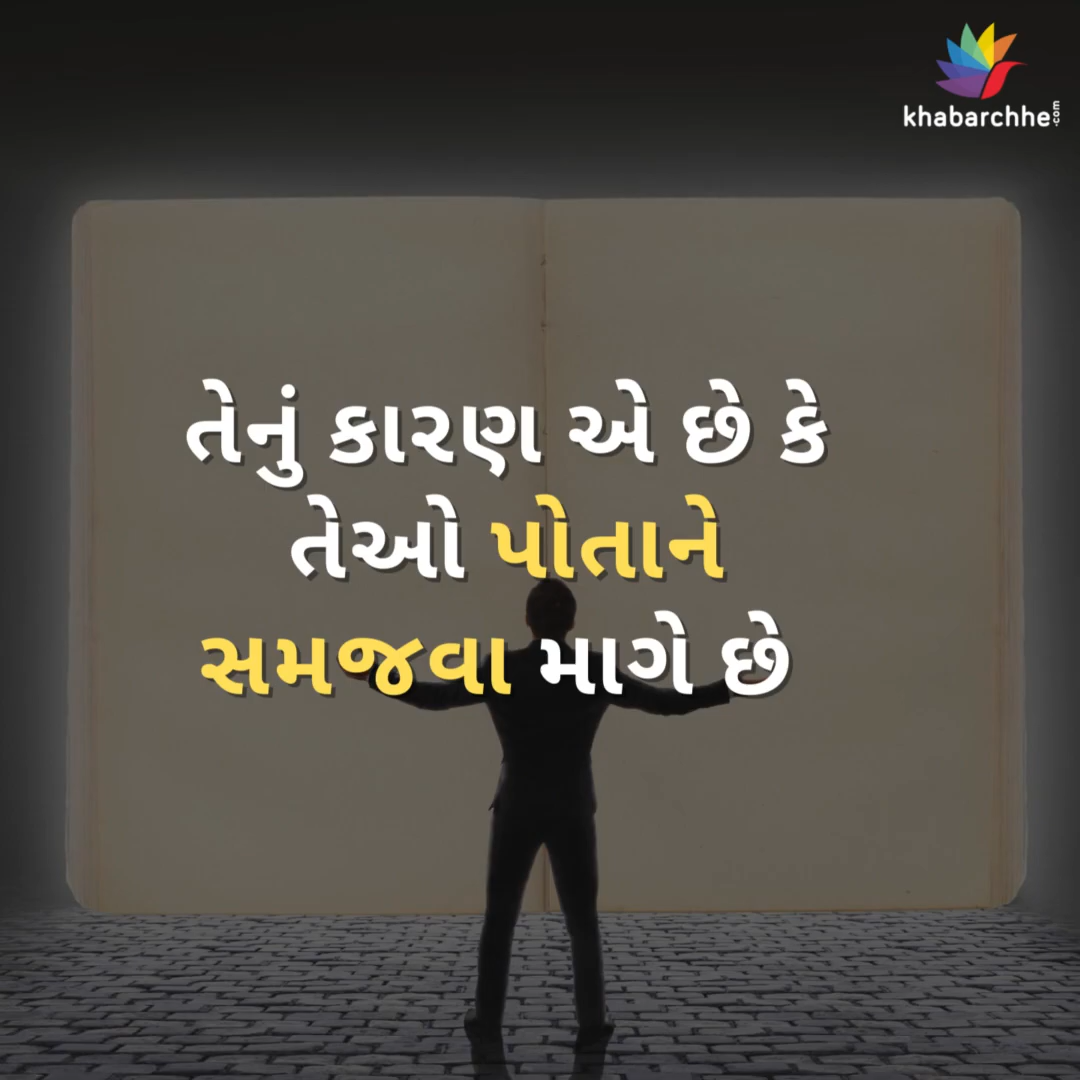 khabarchhe.com
તેનું કારણ એ છે કે
તેઓ પોતાને
સમજવા માગે છે